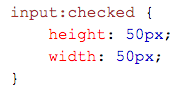 input:checked {
    height: 50px;
    width: 50px;
}